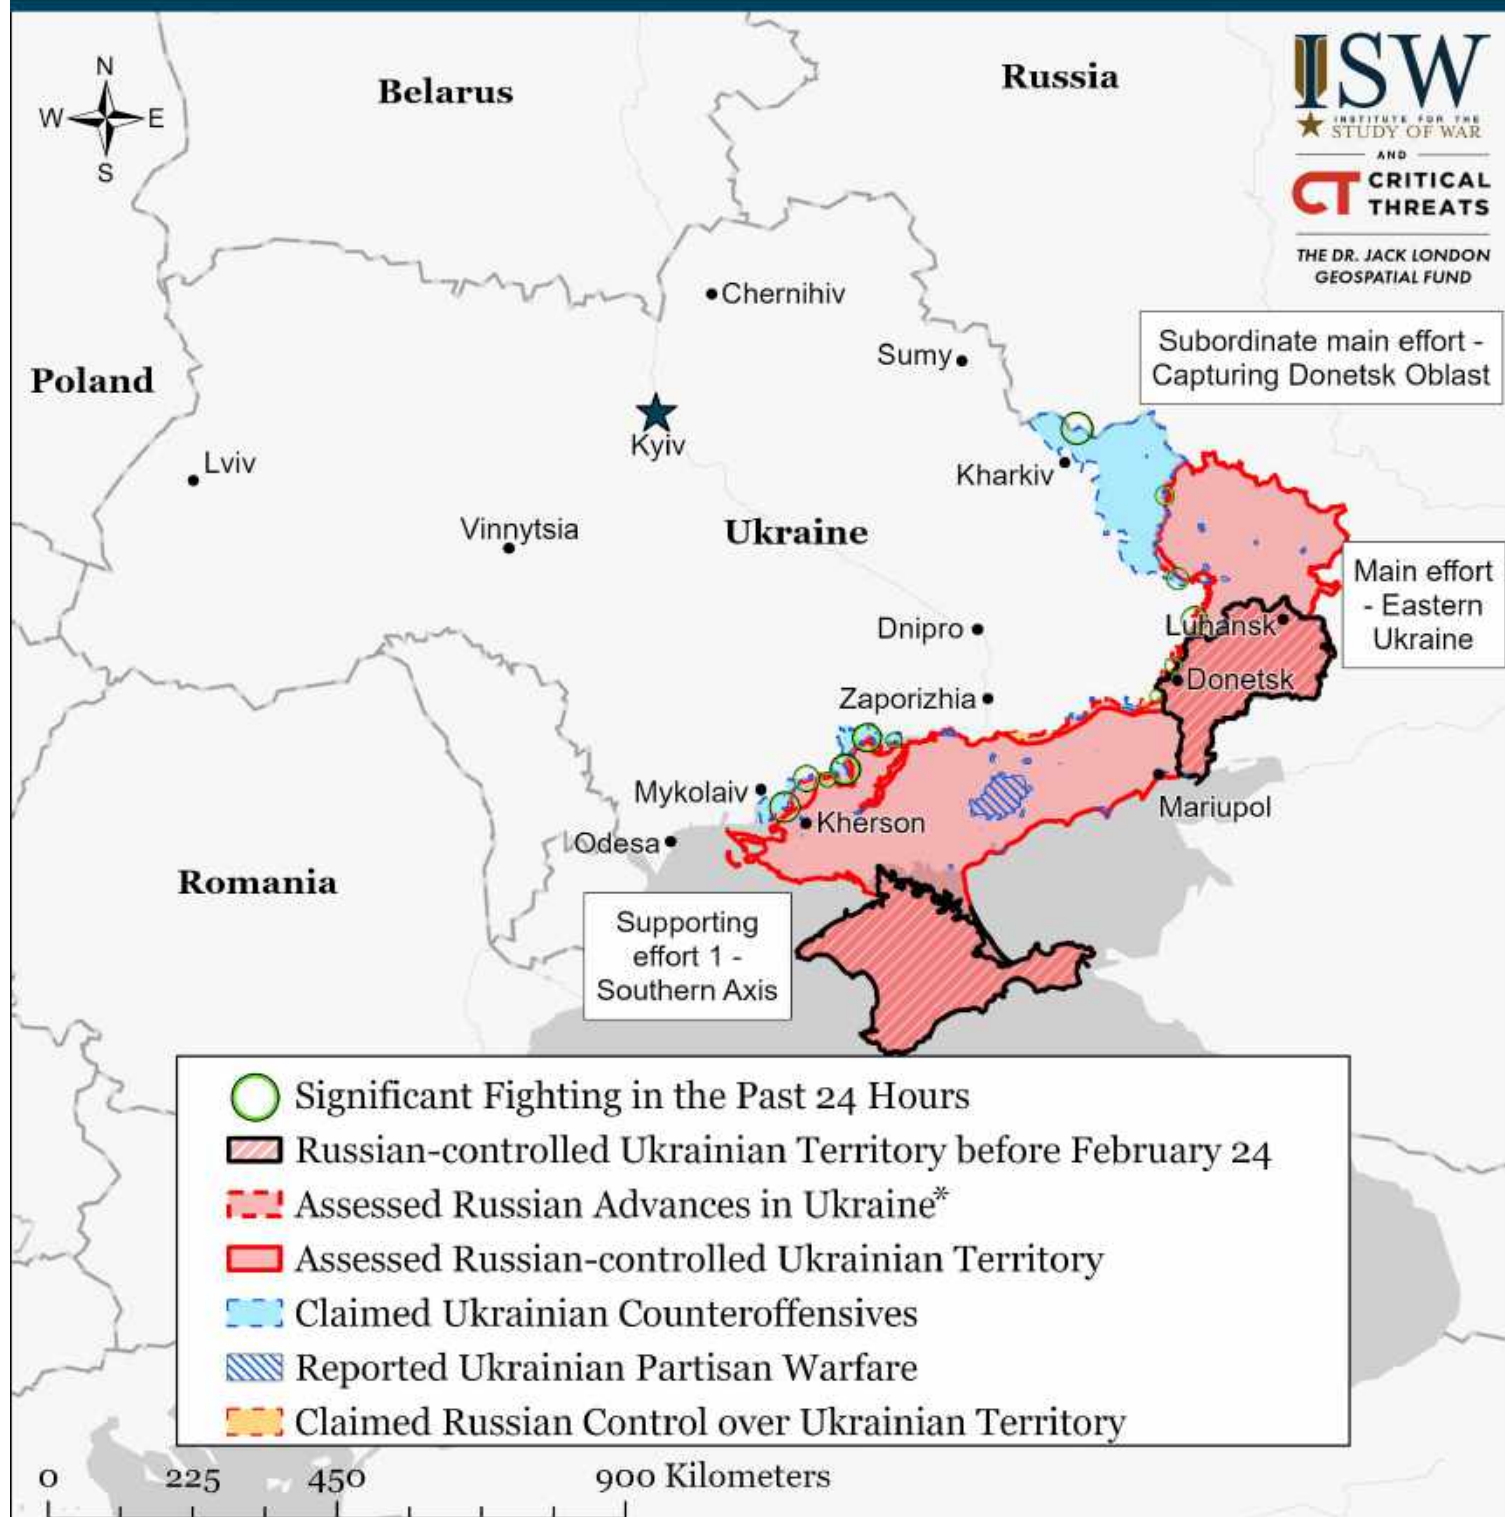 N
W
E
S
Belarus
Russia
ISW
INSTITUTE FOR THE
STUDY OF WAR
AND
CT CRITICAL
THREATS
THE DR. JACK LONDON
GEOSPATIAL FUND
Chernihiv
Subordinate main effort -
Capturing Donetsk Oblast
Sumy
Poland
Kyiv
Lviv
Kharkiv
Vinnytsia
Ukraine
Main effort
- Eastern
Ukraine
Dnipro
Luhansk
Donetsk
Zaporizhia
Mykolaiv
Mariupol
Kherson
Odesa
Romania
Supporting
effort 1 -
Southern Axis
Significant Fighting in the Past 24 Hours
Russian-controlled Ukrainian Territory before February 24
Assessed Russian Advances in Ukraine*
Assessed Russian-controlled Ukrainian Territory
Claimed Ukrainian Counteroffensives
Reported Ukrainian Partisan Warfare
Claimed Russian Control over Ukrainian Territory
0 225 450 900 Kilometers